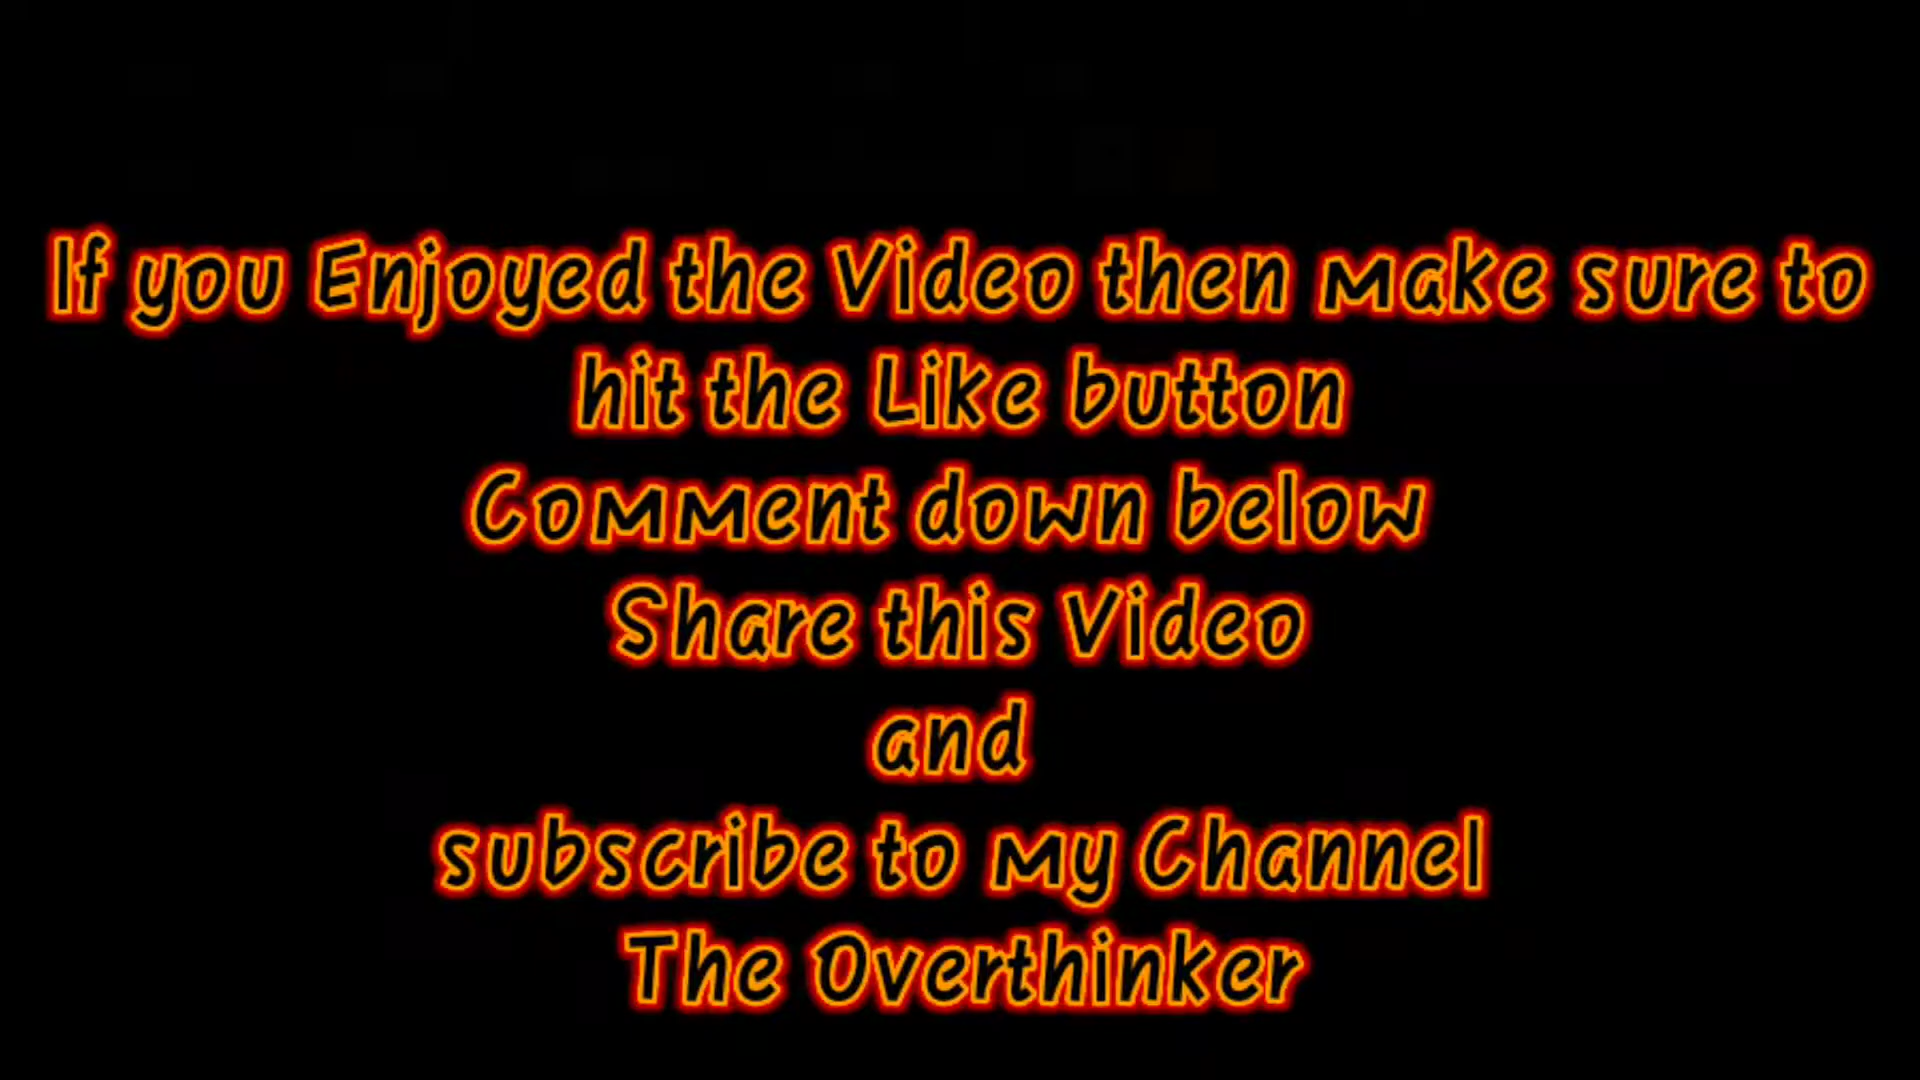 If you Enjoyed the Video then make sure to
hit the Like button
Comment down below
Share this Video
and
subscribe to my Channel
The Overthinker